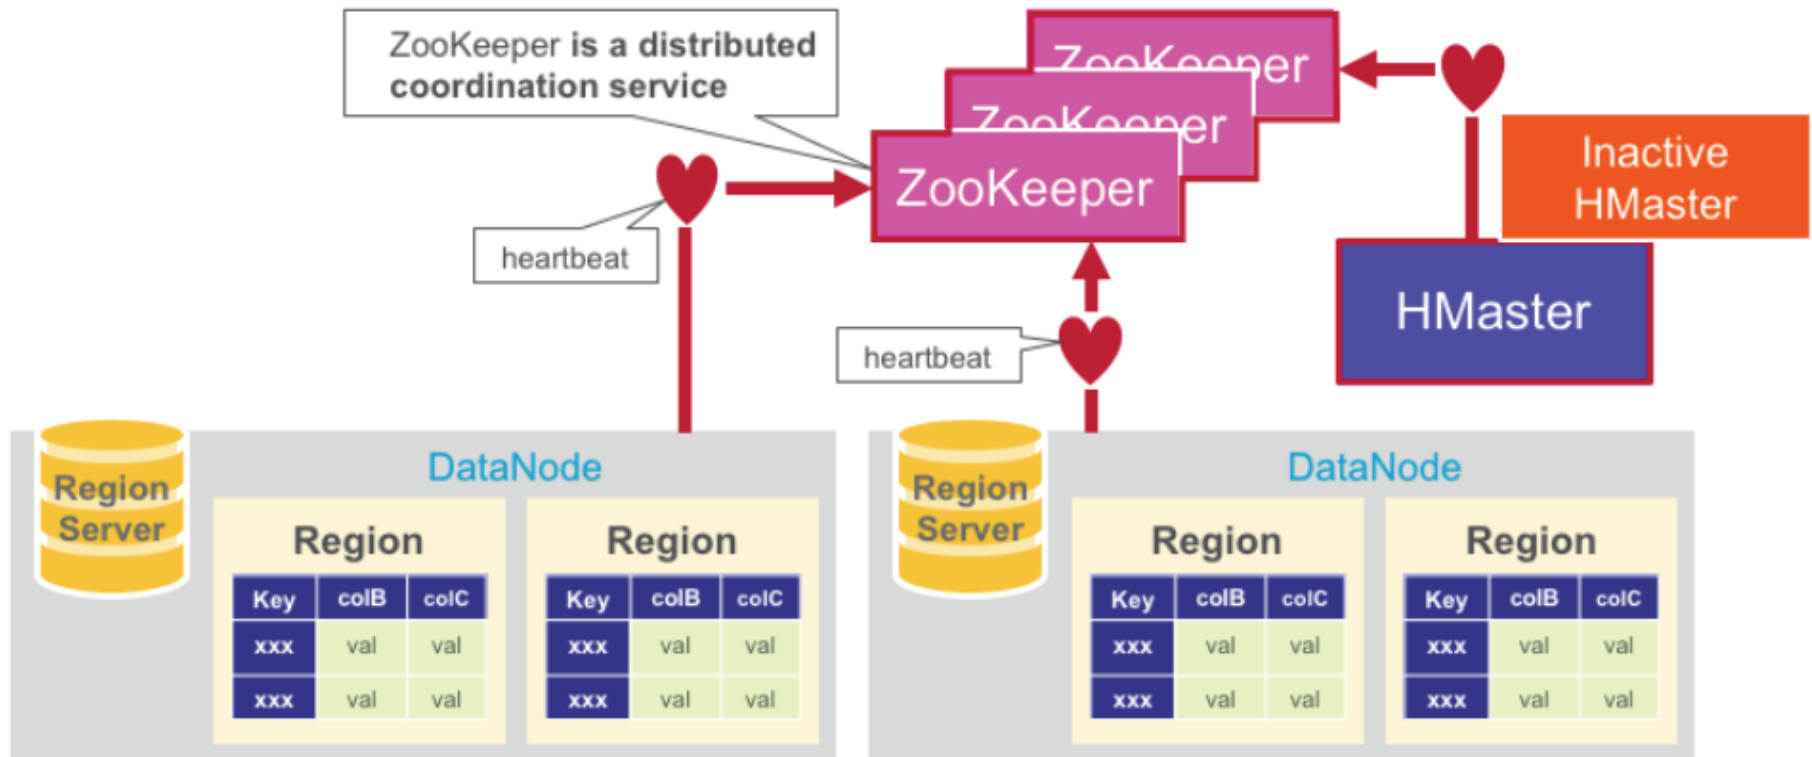 ZooKeeper is a distributed
coordination service
ZooKeeper
ZooKeeper
ZooKeeper
Inactive
HMaster
HMaster
heartbeat
heartbeat
Region
Server
DataNode
Region
Key colB colC
xxx val val
xxx val val
Region
Key colB colC
xxx val val
xxx val val
Region
Server
DataNode
Region
Key colB colC
xxx val val
xxx val val
Region
Key colB colC
xxx val val
xxx val val